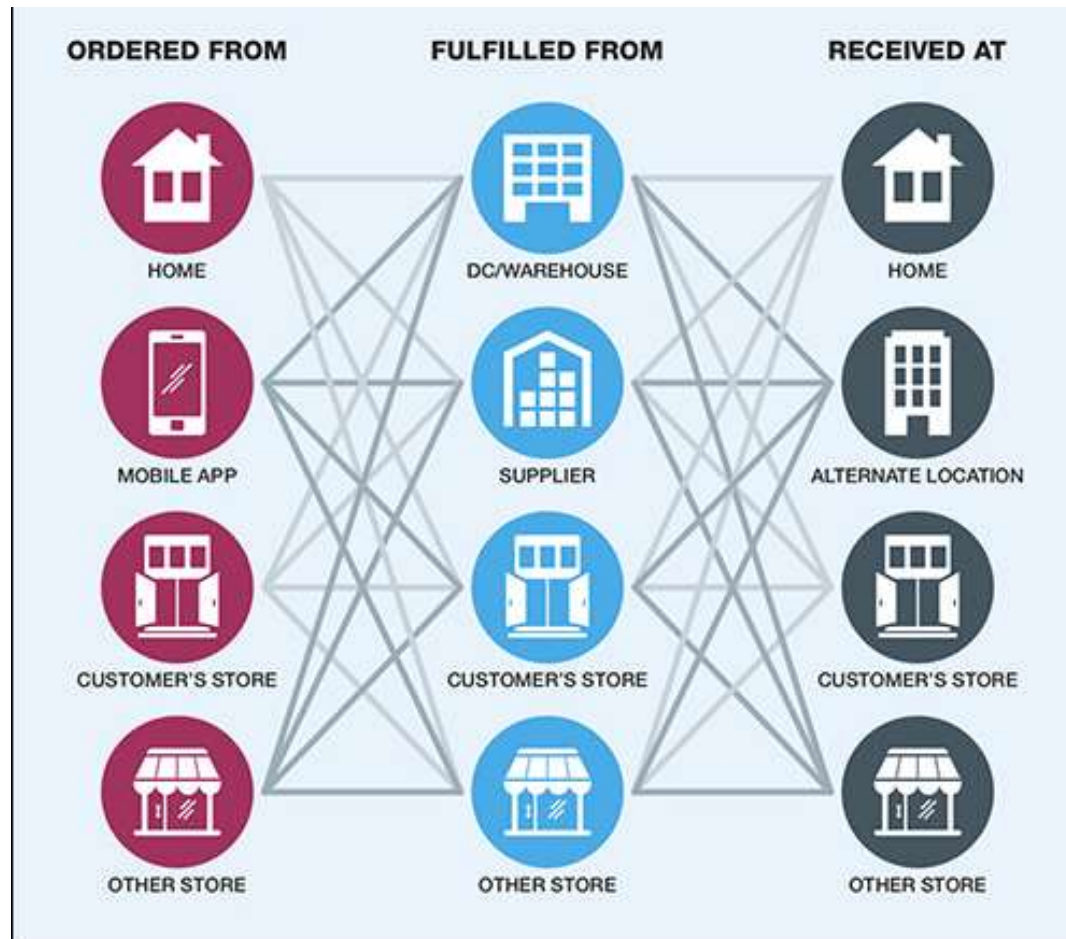 ORDERED FROM
FULFILLED FROM
RECEIVED AT
HOME
DC/WAREHOUSE
HOME
MOBILE APP
SUPPLIER
ALTERNATE LOCATION
CUSTOMER'S STORE
CUSTOMER'S STORE
CUSTOMER'S STORE
OTHER STORE
OTHER STORE
OTHER STORE